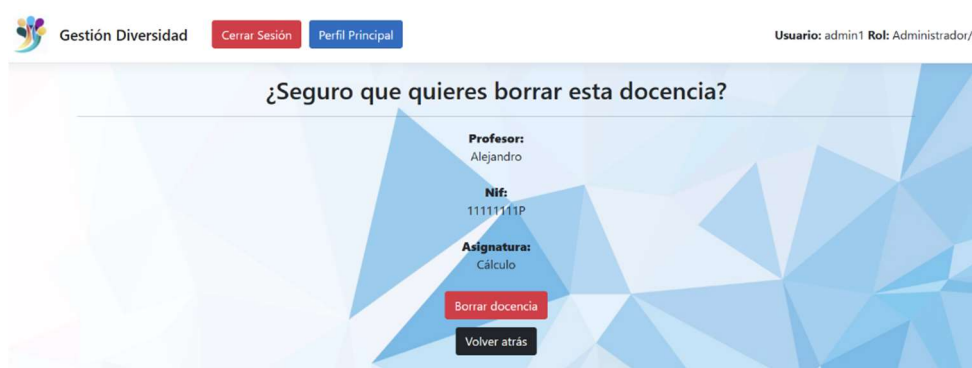 Gestión Diversidad
Cerrar Sesión
Perfil Principal
Usuario: admin1 Rol: Administrador/
¿Seguro que quieres borrar esta docencia?
Profesor:
Alejandro
Nif:
11111111P
Asignatura:
Cálculo
Borrar docencia
Volver atrás